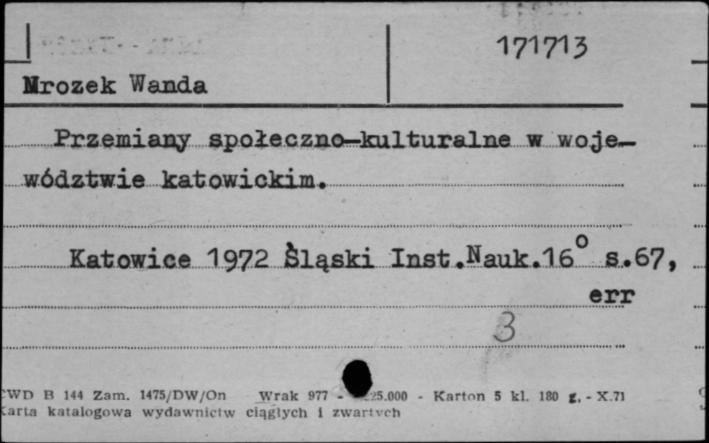 171713
Mrozek Wanda
Przemiany społeczno-kulturalne w woje-
wództwie katowickim.
Katowice 1972 Śląski Inst.Nauk.16° s.67,
err
3
WD B 144 Zam. 1475/DW/On Wrak 977 - 25.000 - Karton 5 kl. 180 g. - X.71
Karta katalogowa wydawnictw ciągłych i zwartych